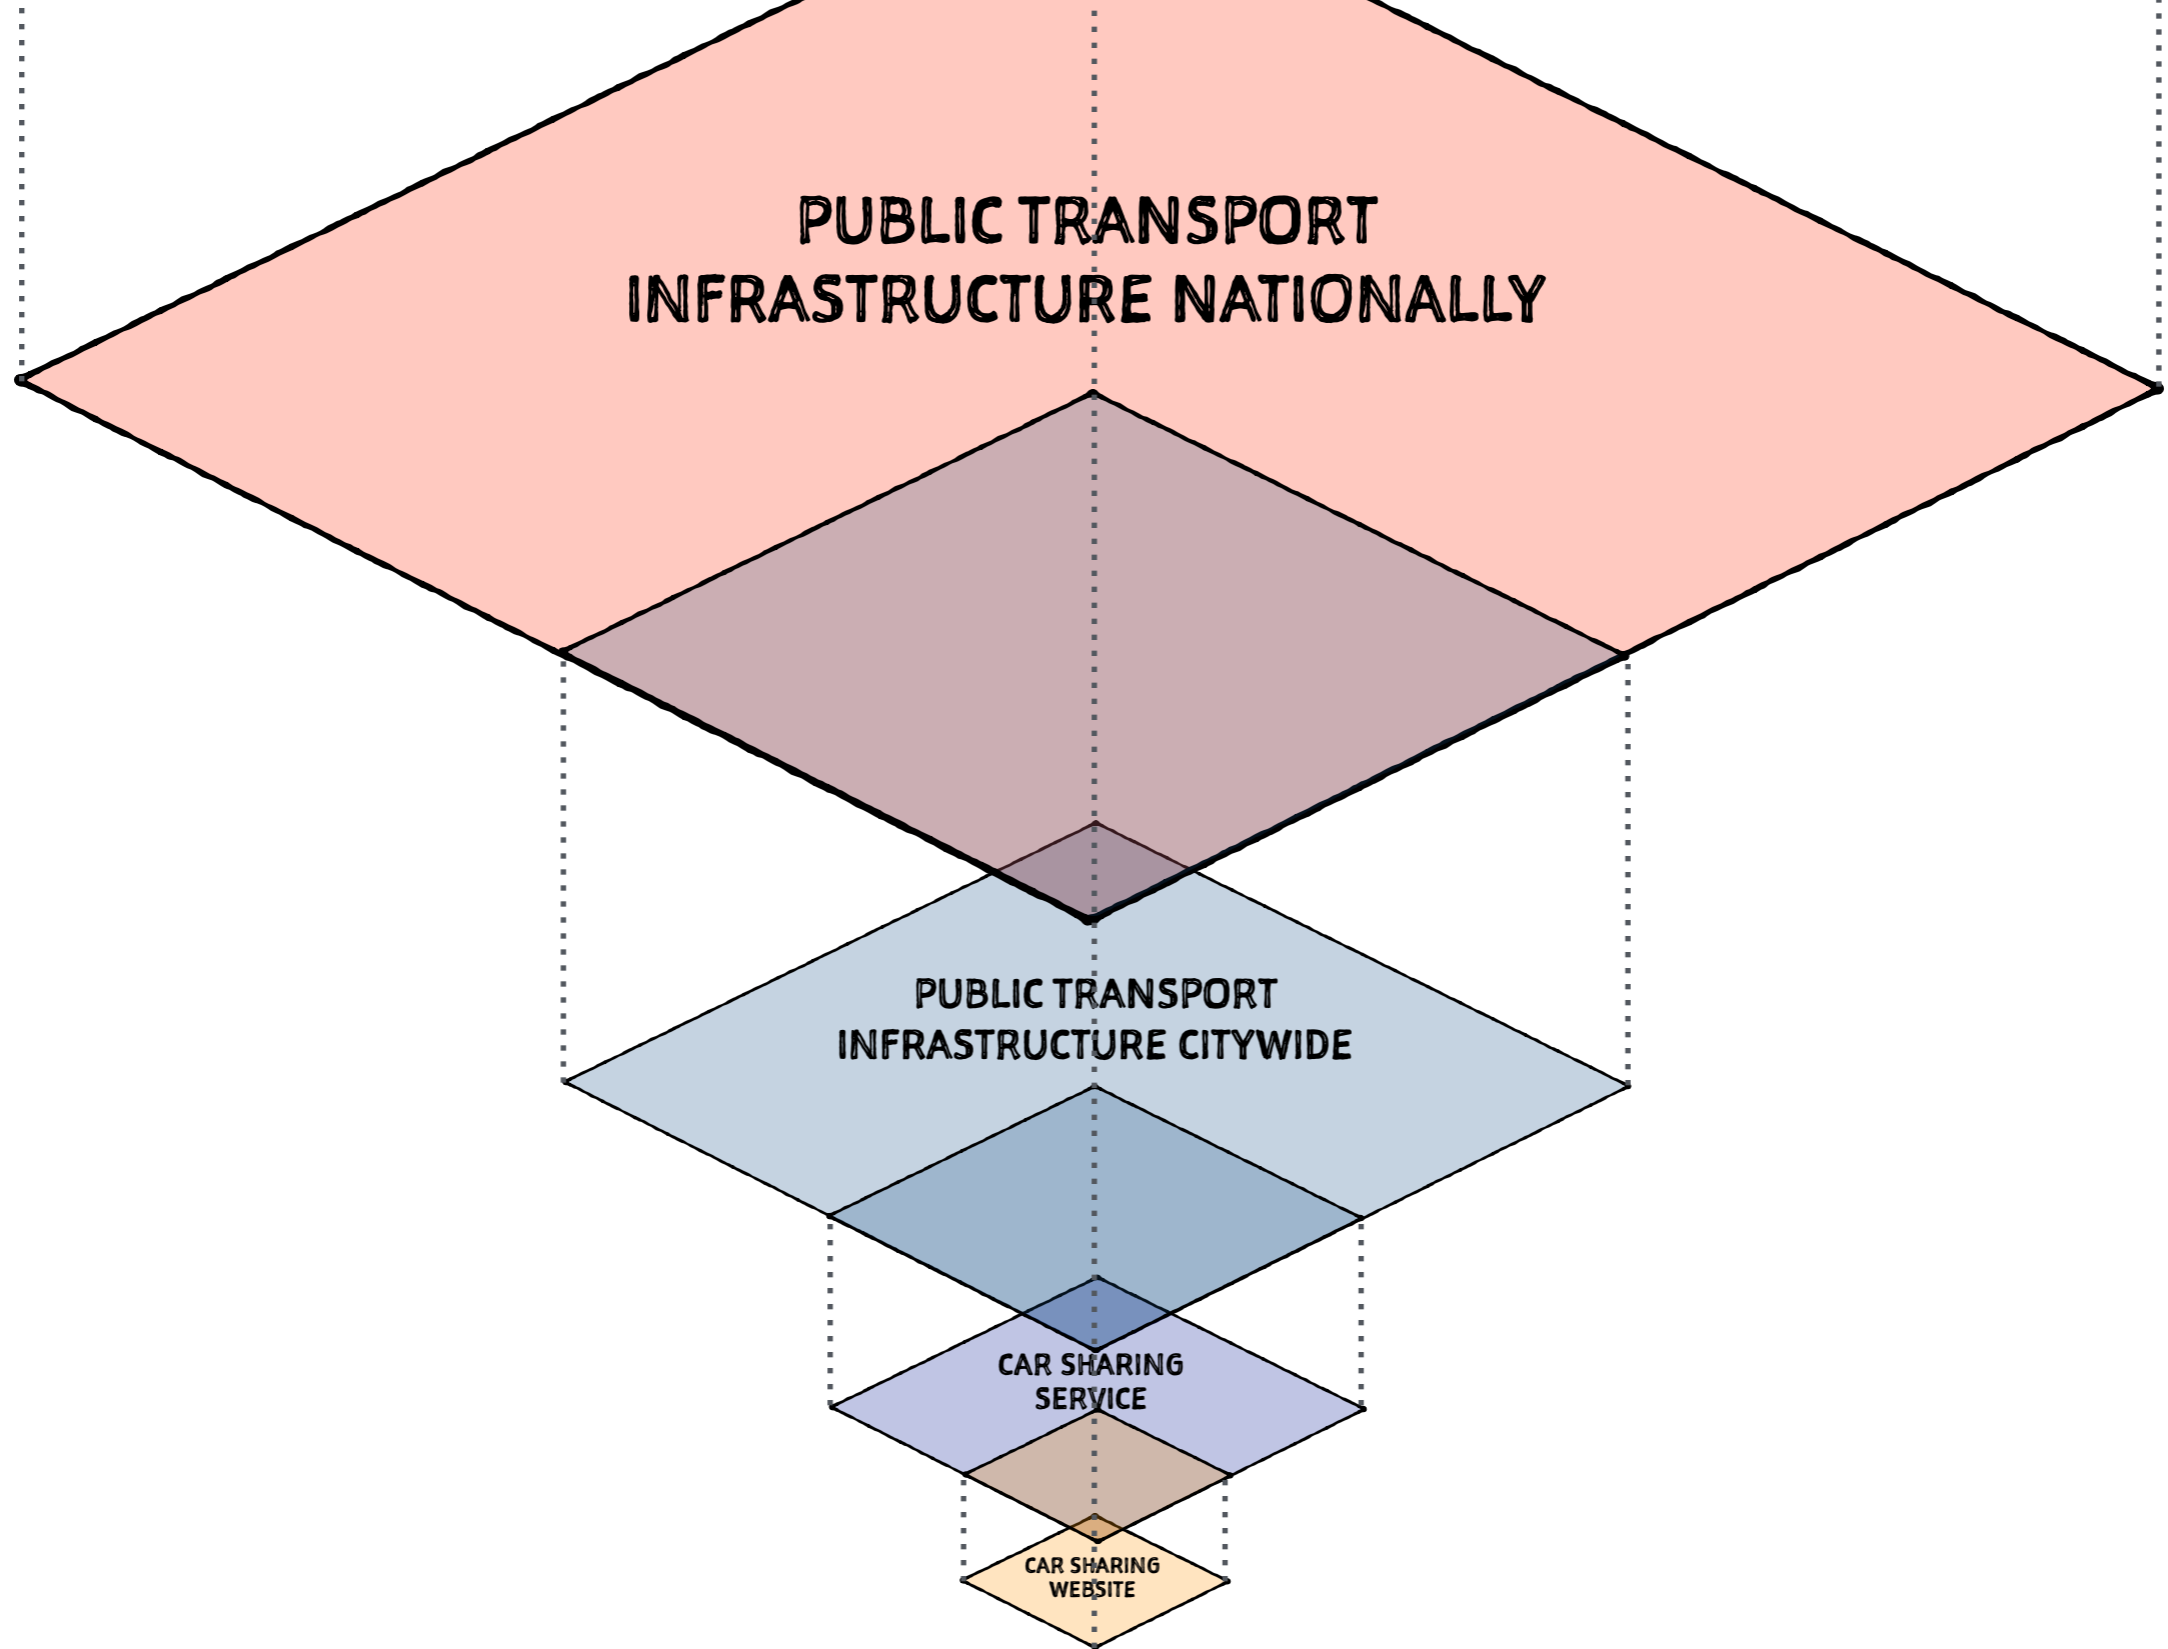 PUBLIC TRANSPORT
INFRASTRUCTURE NATIONALLY
PUBLIC TRANSPORT
INFRASTRUCTURE CITYWIDE
CAR SHARING
SERVICE
CAR SHARING
WEBSITE